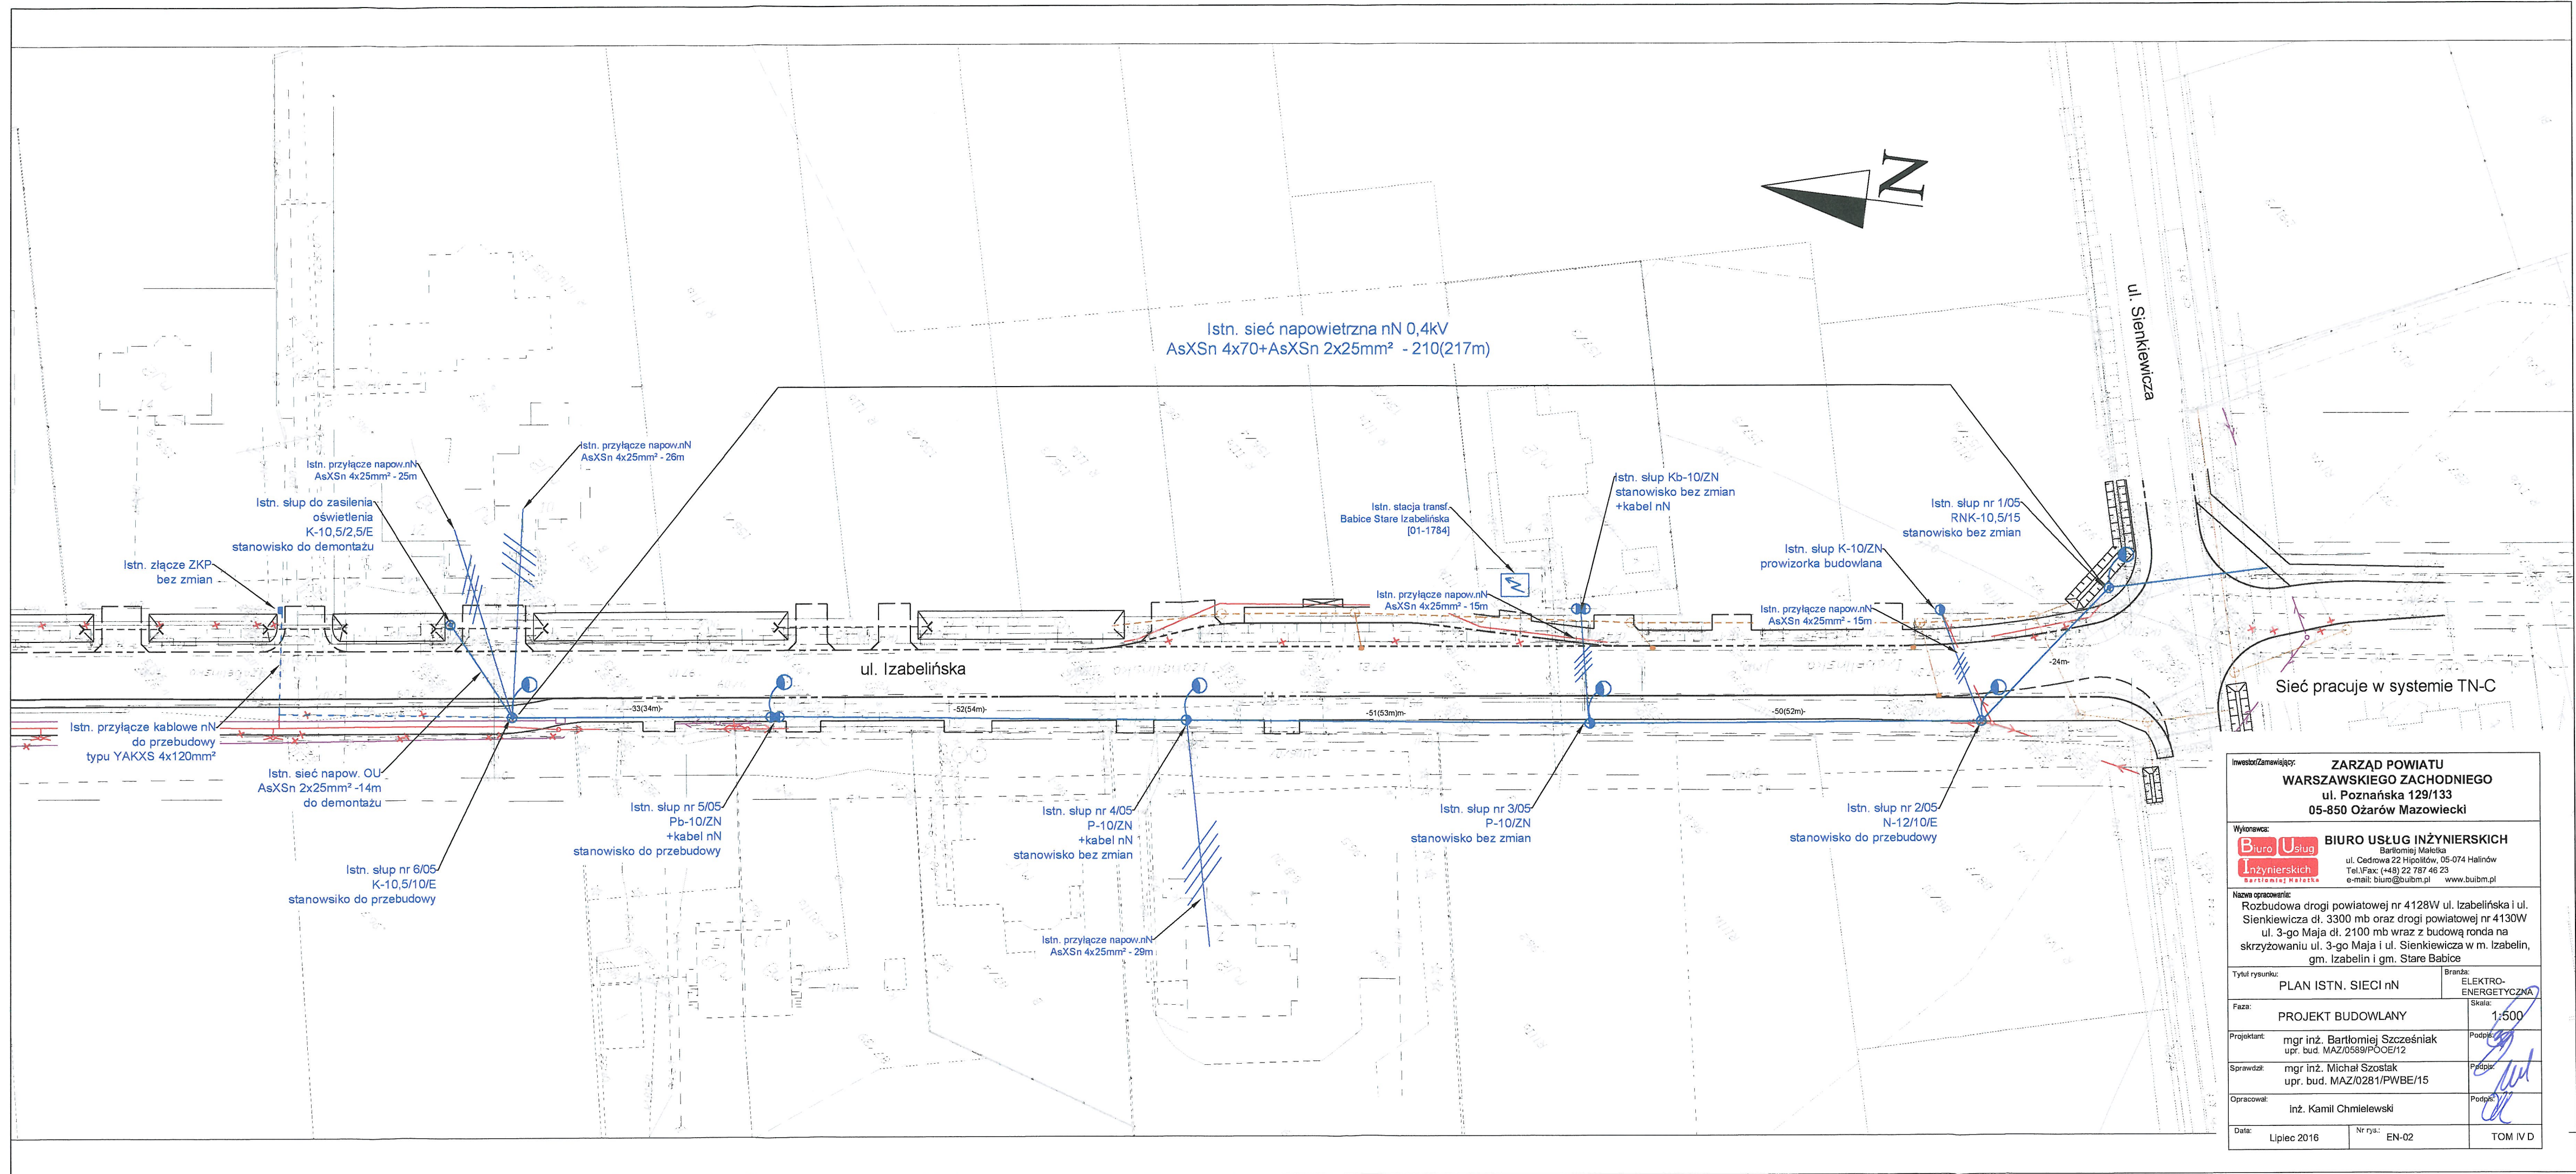 N
ul. Sienkiewicza
Istn. sieć napowietrzna nN 0,4kV
AsXSn 4x70+AsXSn 2x25mm² - 210(217m)
Istn. przyłącze napow.nN
AsXSn 4x25mm² - 26m
Istn. przyłącze napow.nN
AsXSn 4x25mm² - 25m
Istn. słup do zasilenia
oświetlenia
K-10,5/2,5/E
stanowisko do demontażu
Istn. złącze ZKP
bez zmian
Istn. stacja transf.
Babice Stare Izabelińska
[01-1784]
Istn. słup Kb-10/ZN
stanowisko bez zmian
+kabel nN
Istn. słup nr 1/05
RNK-10,5/15
stanowisko bez zmian
Istn. słup K-10/ZN
prowizorka budowlana
Istn. przyłącze napow.nN
AsXSn 4x25mm² - 15m
Istn. przyłącze napow.nN
AsXSn 4x25mm² - 15m
ul. Izabelińska
-24m-
Sieć pracuje w systemie TN-C
-33(34m)-
-52(54m)-
-51(53m)m-
-50(52m)-
Istn. przyłącze kablowe nN
do przebudowy
typu YAKXS 4x120mm²
Istn. sieć napow. OU
AsXSn 2x25mm² -14m
do demontażu
Istn. słup nr 6/05
K-10,5/10/E
stanowsiko do przebudowy
Istn. słup nr 5/05
Pb-10/ZN
+kabel nN
stanowisko do przebudowy
Istn. słup nr 4/05
P-10/ZN
+kabel nN
stanowisko bez zmian
Istn. przyłącze napow.nN
AsXSn 4x25mm² - 29m
Istn. słup nr 3/05
P-10/ZN
stanowisko bez zmian
Istn. słup nr 2/05
N-12/10/E
stanowisko do przebudowy
Inwestor/Zamawiający:
ZARZĄD POWIATU
WARSZAWSKIEGO ZACHODNIEGO
ul. Poznańska 129/133
05-850 Ożarów Mazowiecki
Wykonawca:
Biuro Usług
Inżynierskich
Bartłomiej Małetka
BIURO USŁUG INŻYNIERSKICH
Bartłomiej Małetka
ul. Cedrowa 22 Hipolitów, 05-074 Halinów
Tel.\Fax: (+48) 22 787 46 23
e-mail: biuro@buibm.pl www.buibm.pl
Nazwa opracowania:
Rozbudowa drogi powiatowej nr 4128W ul. Izabelińska i ul.
Sienkiewicza dł. 3300 mb oraz drogi powiatowej nr 4130W
ul. 3-go Maja dł. 2100 mb wraz z budową ronda na
skrzyżowaniu ul. 3-go Maja i ul. Sienkiewicza w m. Izabelin,
gm. Izabelin i gm. Stare Babice
Tytuł rysunku:
PLAN ISTN. SIECI nN
Branża:
ELEKTRO-
ENERGETYCZNA
Faza:
PROJEKT BUDOWLANY
Skala:
1:500
Projektant:
mgr inż. Bartłomiej Szcześniak
upr. bud. MAZ/0589/POOE/12
Podpis:
Sprawdził:
mgr inż. Michał Szostak
upr. bud. MAZ/0281/PWBE/15
Podpis:
Opracował:
Inż. Kamil Chmielewski
Podpis:
Data:
Lipiec 2016
Nr rys.:
EN-02
TOM IV D